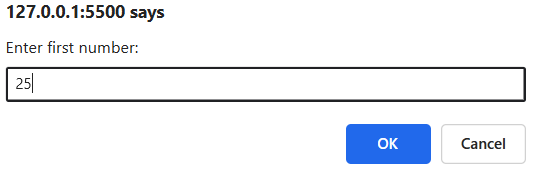 127.0.0.1:5500 says
Enter first number:
25
OK Cancel